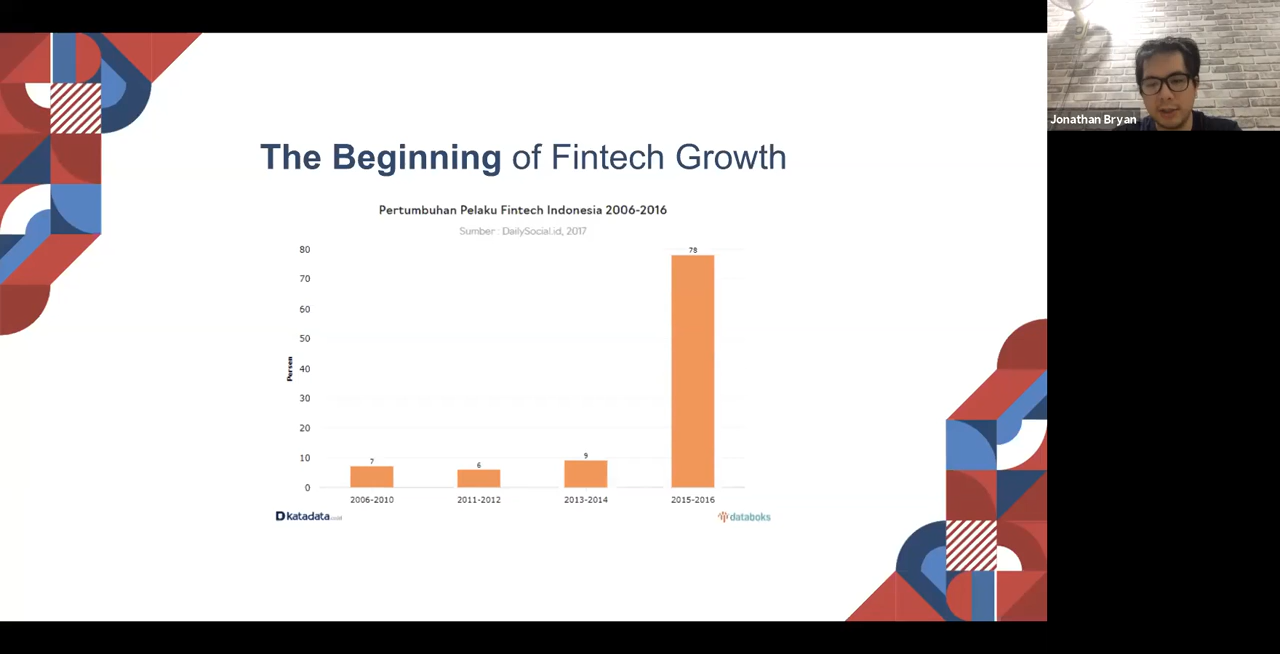 The Beginning of Fintech Growth
Pertumbuhan Pelaku Fintech Indonesia 2006-2016
Sumber : DailySocial.id, 2017
80
70
60
50
40
30
20
10
0
Persen
7
6
9
78
2006-2010
2011-2012
2013-2014
2015-2016
katadata
databoks
Jonathan Bryan